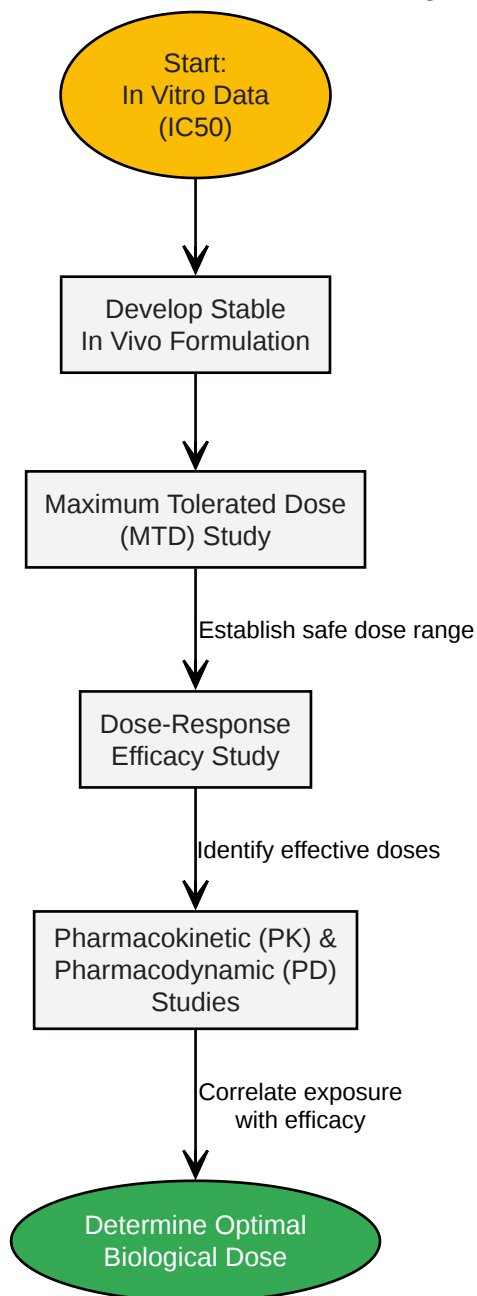 Start:
In Vitro Data
(IC50)
Develop Stable
In Vivo Formulation
Maximum Tolerated Dose
(MTD) Study
Establish safe dose range
Dose-Response
Efficacy Study
Identify effective doses
Pharmacokinetic (PK) &
Pharmacodynamic (PD)
Studies
Correlate exposure
with efficacy
Determine Optimal
Biological Dose